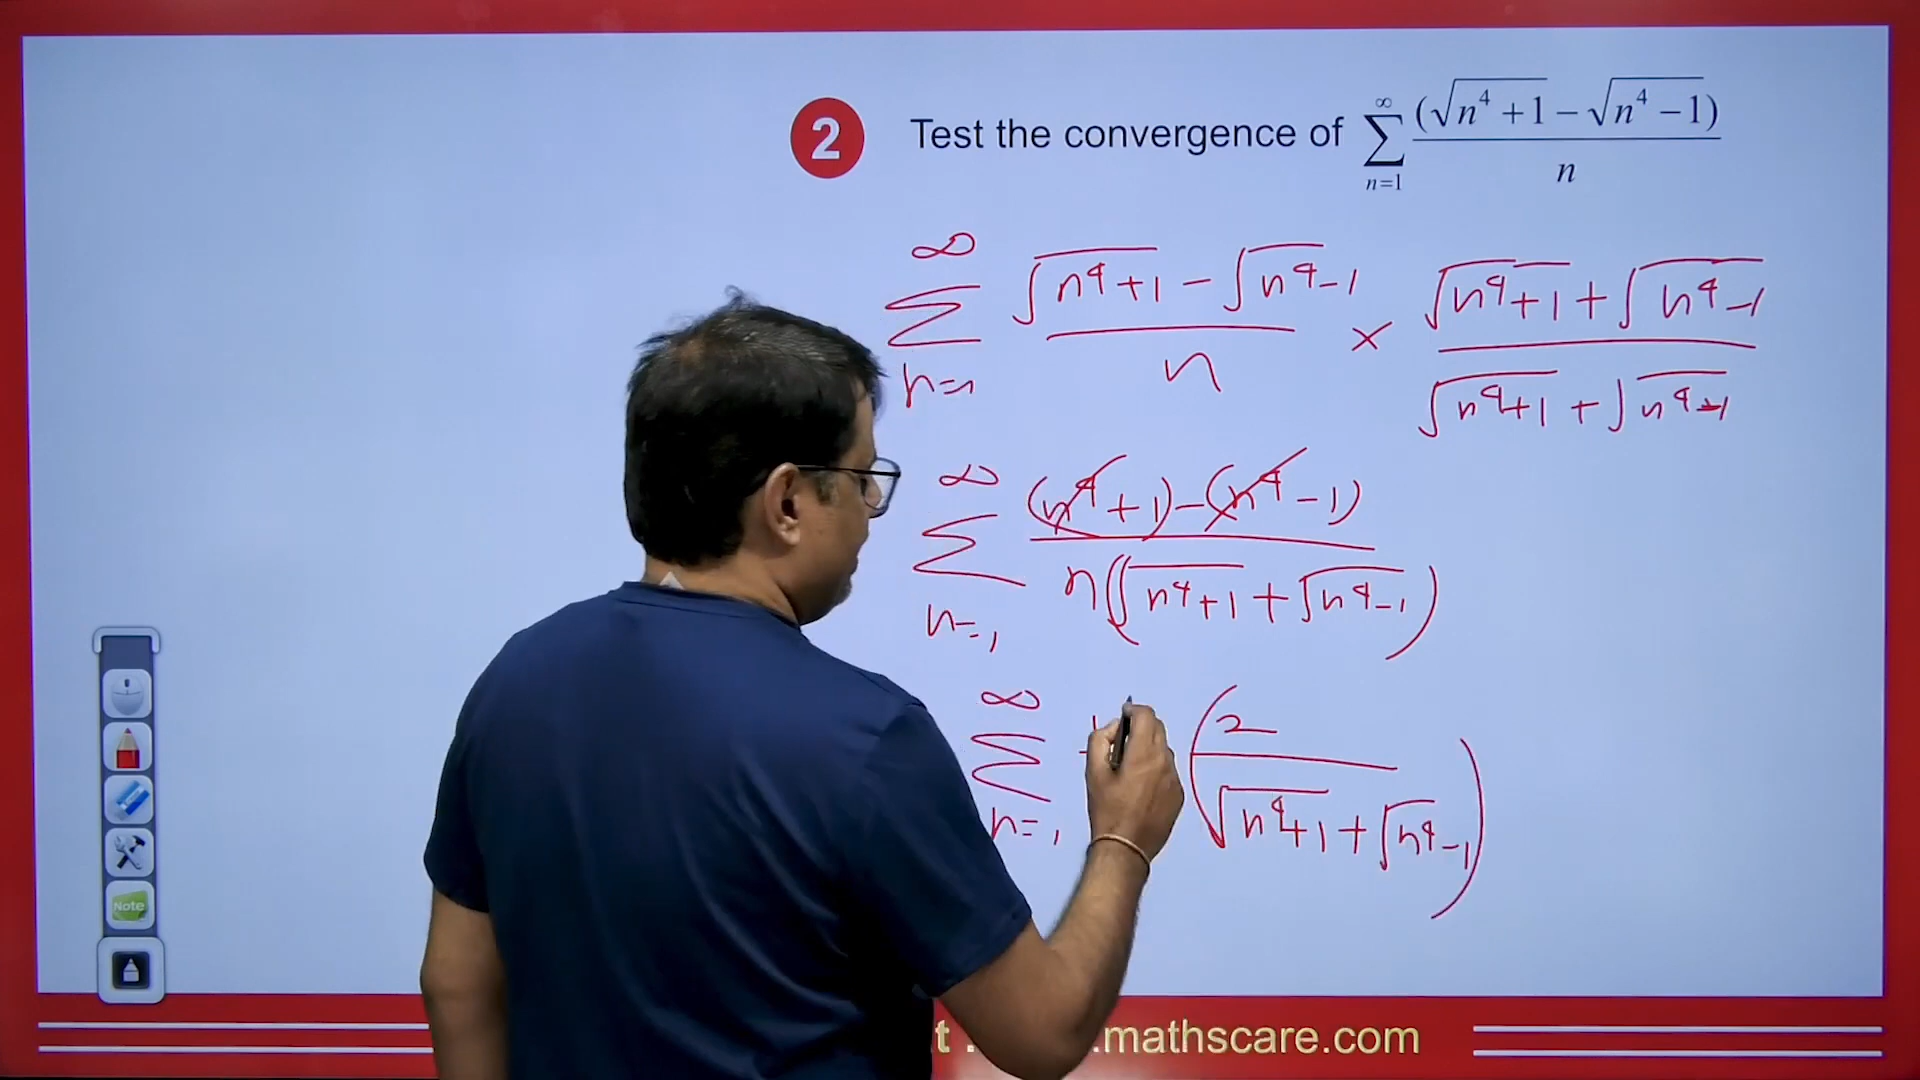 2 Test the convergence of ∑_{n=1}^{∞} (√(n⁴+1) − √(n⁴−1)) / n
∑_{n=1}^{∞} (√(n⁴+1) − √(n⁴−1)) / n × (√(n⁴+1) + √(n⁴−1)) / (√(n⁴+1) + √(n⁴−1))
∑_{n=1}^{∞} ((n⁴+1) − (n⁴−1)) / (n(√(n⁴+1) + √(n⁴−1)))
∑_{n=1}^{∞} (2 / (√(n⁴+1) + √(n⁴−1)))
Note
.mathscare.com